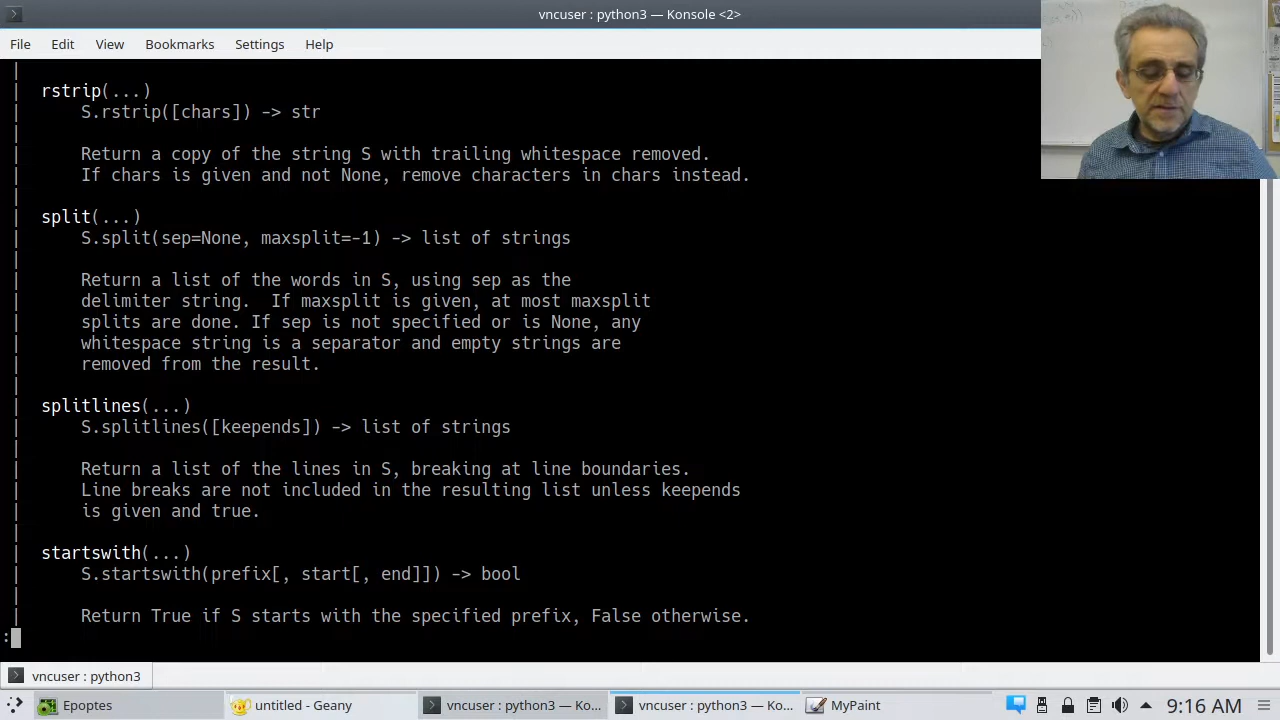 vncuser : python3 — Konsole <2>
File Edit View Bookmarks Settings Help
|
| rstrip(...)
| S.rstrip([chars]) -> str
|
| Return a copy of the string S with trailing whitespace removed.
| If chars is given and not None, remove characters in chars instead.
|
| split(...)
| S.split(sep=None, maxsplit=-1) -> list of strings
|
| Return a list of the words in S, using sep as the
| delimiter string.  If maxsplit is given, at most maxsplit
| splits are done. If sep is not specified or is None, any
| whitespace string is a separator and empty strings are
| removed from the result.
|
| splitlines(...)
| S.splitlines([keepends]) -> list of strings
|
| Return a list of the lines in S, breaking at line boundaries.
| Line breaks are not included in the resulting list unless keepends
| is given and true.
|
| startswith(...)
| S.startswith(prefix[, start[, end]]) -> bool
|
| Return True if S starts with the specified prefix, False otherwise.
:
vncuser : python3
Epoptes untitled - Geany vncuser : python3 — Ko... vncuser : python3 — Ko... MyPaint 9:16 AM